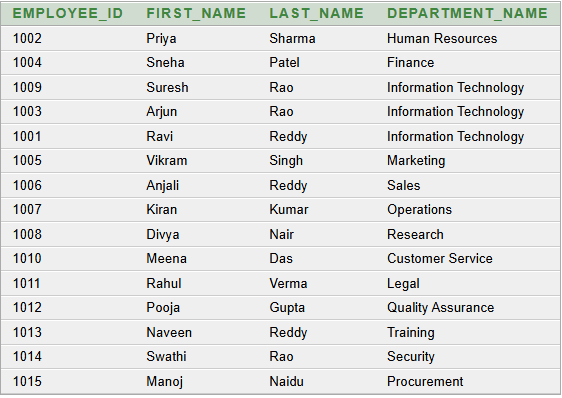 EMPLOYEE_ID FIRST_NAME LAST_NAME DEPARTMENT_NAME
1002 Priya Sharma Human Resources
1004 Sneha Patel Finance
1009 Suresh Rao Information Technology
1003 Arjun Rao Information Technology
1001 Ravi Reddy Information Technology
1005 Vikram Singh Marketing
1006 Anjali Reddy Sales
1007 Kiran Kumar Operations
1008 Divya Nair Research
1010 Meena Das Customer Service
1011 Rahul Verma Legal
1012 Pooja Gupta Quality Assurance
1013 Naveen Reddy Training
1014 Swathi Rao Security
1015 Manoj Naidu Procurement